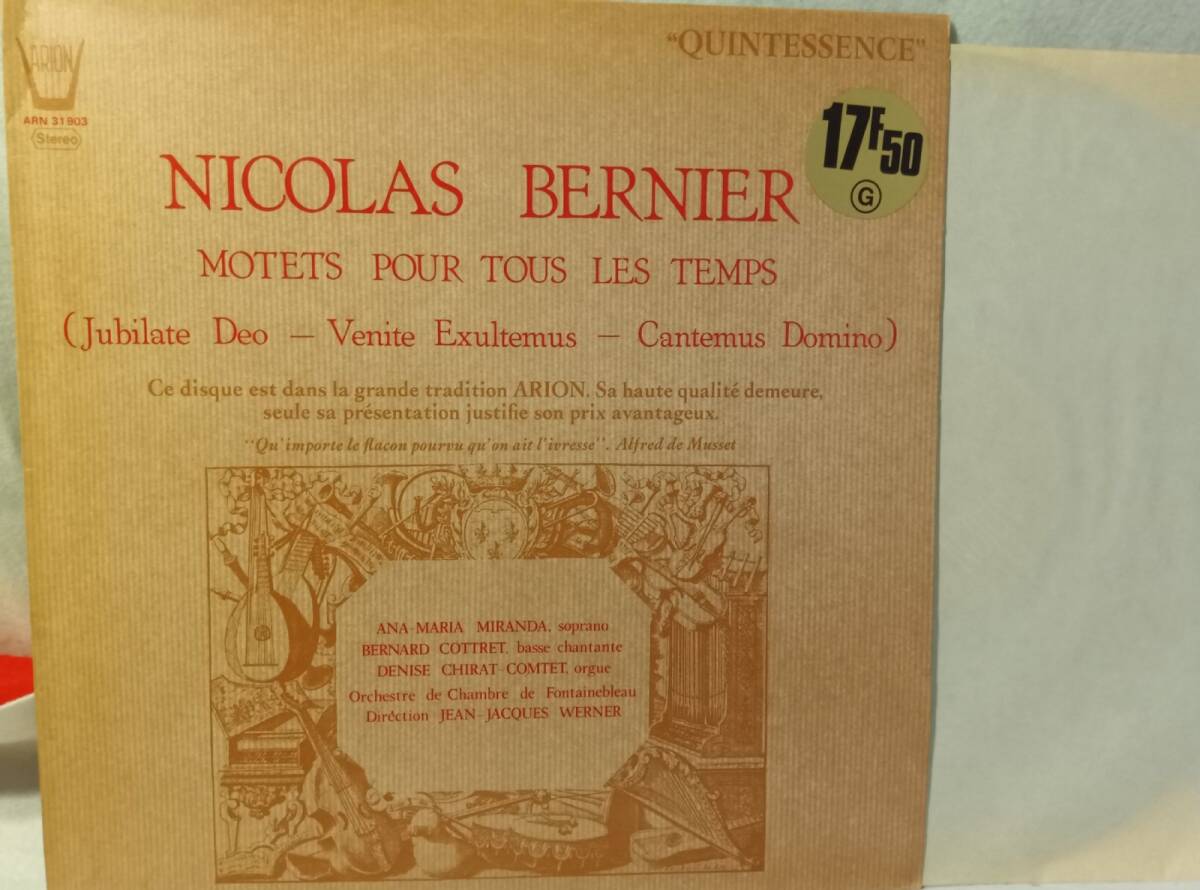 ARION
ARN 31903
Stereo
"QUINTESSENCE"
17F50
G
NICOLAS BERNIER
MOTETS POUR TOUS LES TEMPS
(Jubilate Deo — Venite Exultemus — Cantemus Domino)
Ce disque est dans la grande tradition ARION. Sa haute qualité demeure,
seule sa présentation justifie son prix avantageux.
"Qu'importe le flacon pourvu qu'on ait l'ivresse". Alfred de Musset
ANA-MARIA MIRANDA, soprano
BERNARD COTTRET, basse chantante
DENISE CHIRAT-COMTET, orgue
Orchestre de Chambre de Fontainebleau
Diréction JEAN-JACQUES WERNER